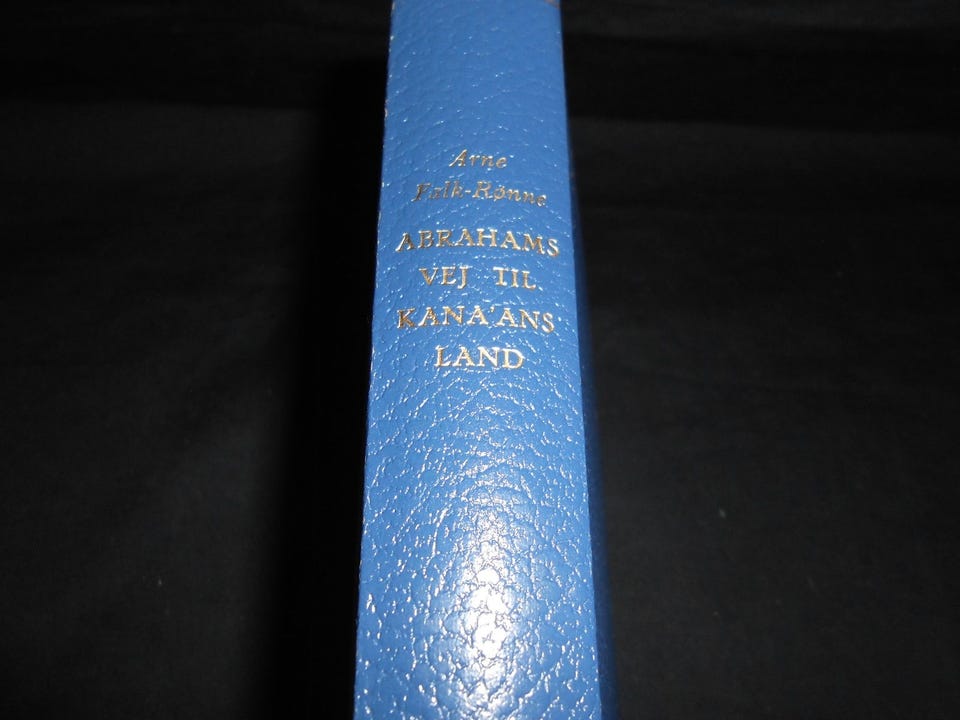 Arne
Falk-Rønne
ABRAHAMS
VEJ TIL
KANA'ANS
LAND